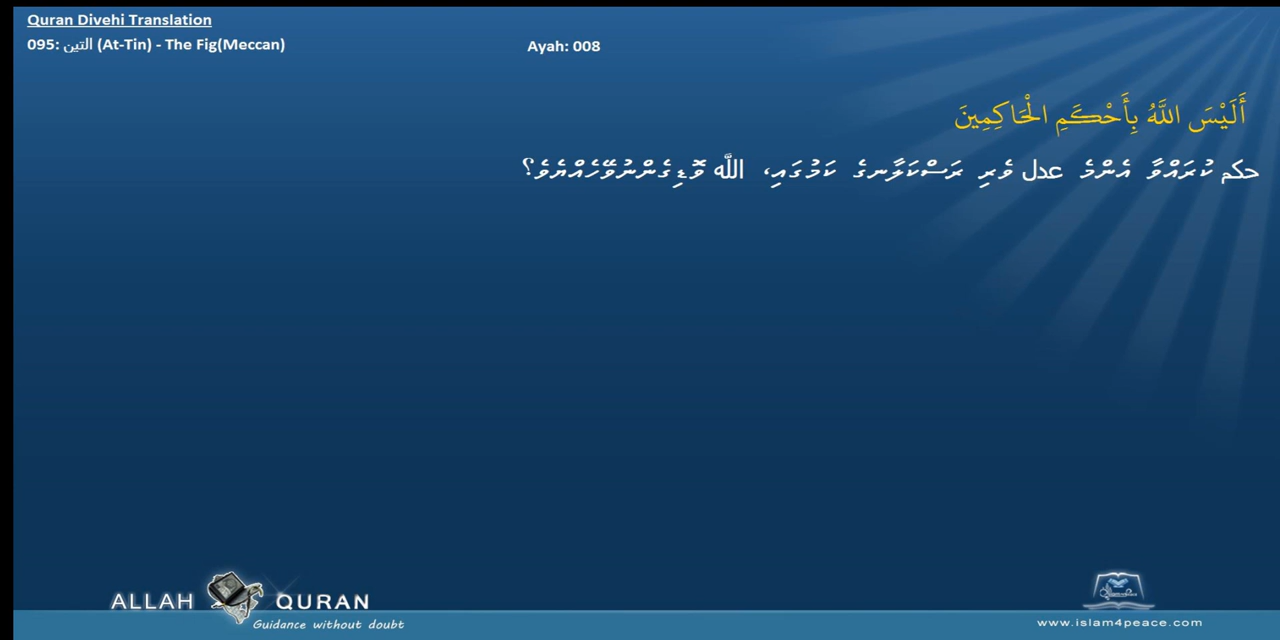 Quran Divehi Translation
095: التين (At-Tin) - The Fig(Meccan)
Ayah: 008
أَلَيْسَ اللَّهُ بِأَحْكَمِ الْحَاكِمِينَ
حكم ކުރައްވާ އެންމެ عدل ވެރި ރަސްކަލާނގެ ކަމުގައި، اللَّه ވޮޑިގެންނުވޭހެއްޔެވެ؟
ALLAH QURAN
Guidance without doubt
www.islam4peace.com